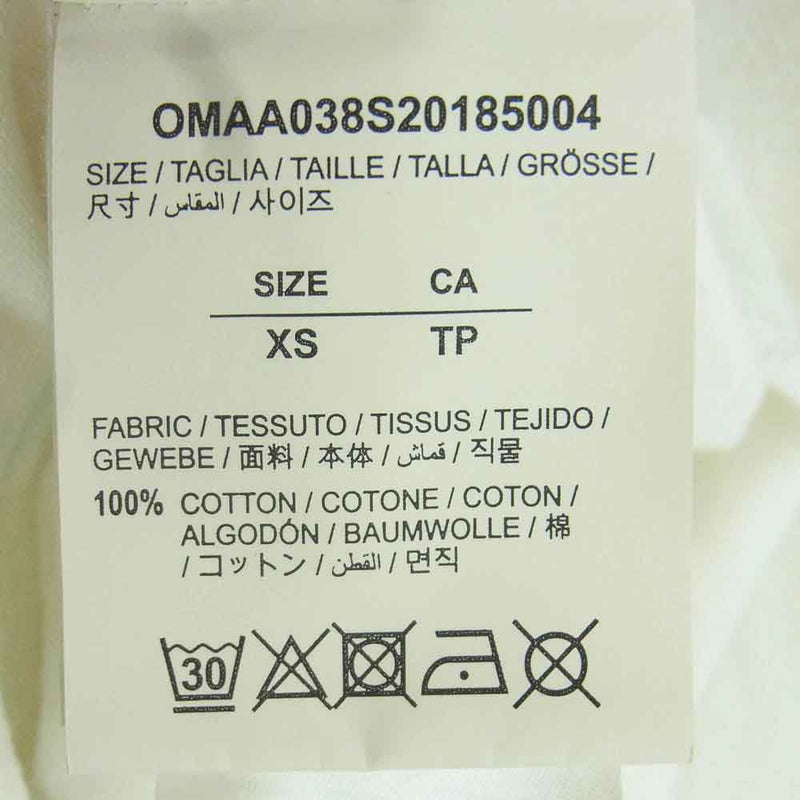 OMAA038S20185004
SIZE / TAGLIA / TAILLE / TALLA / GRÖSSE /
尺寸 / المقاس / 사이즈
SIZE CA
XS TP
FABRIC / TESSUTO / TISSUS / TEJIDO /
GEWEBE / 面料 / 本体 / قماش / 직물
100% COTTON / COTONE / COTON /
ALGODÓN / BAUMWOLLE / 棉
/ コットン / القطن / 면직
30